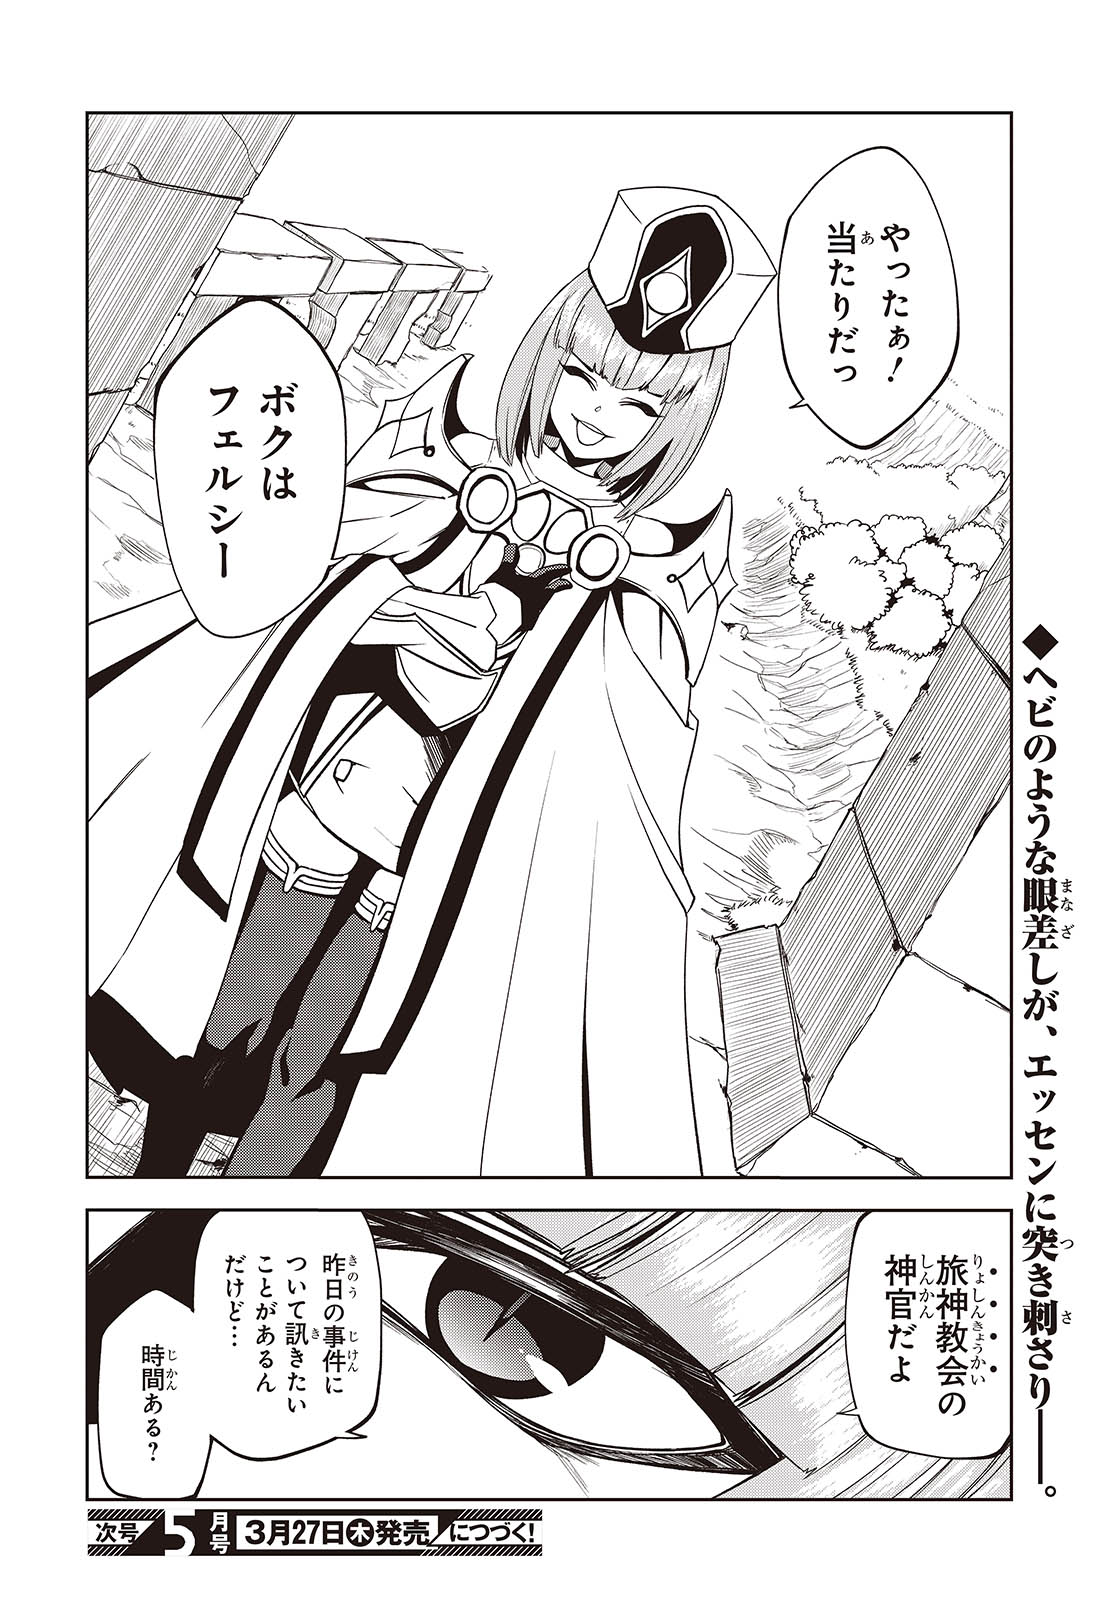 やったぁ!
当たりだっ
ボクは
フェルシー
旅神教会の
神官だよ
昨日の事件に
ついて訊きたい
ことがあるん
だけど…
時間ある?
◆ヘビのような眼差しが、エッセンに突き刺さり――。
次号5月号3月27日㊍発売につづく!